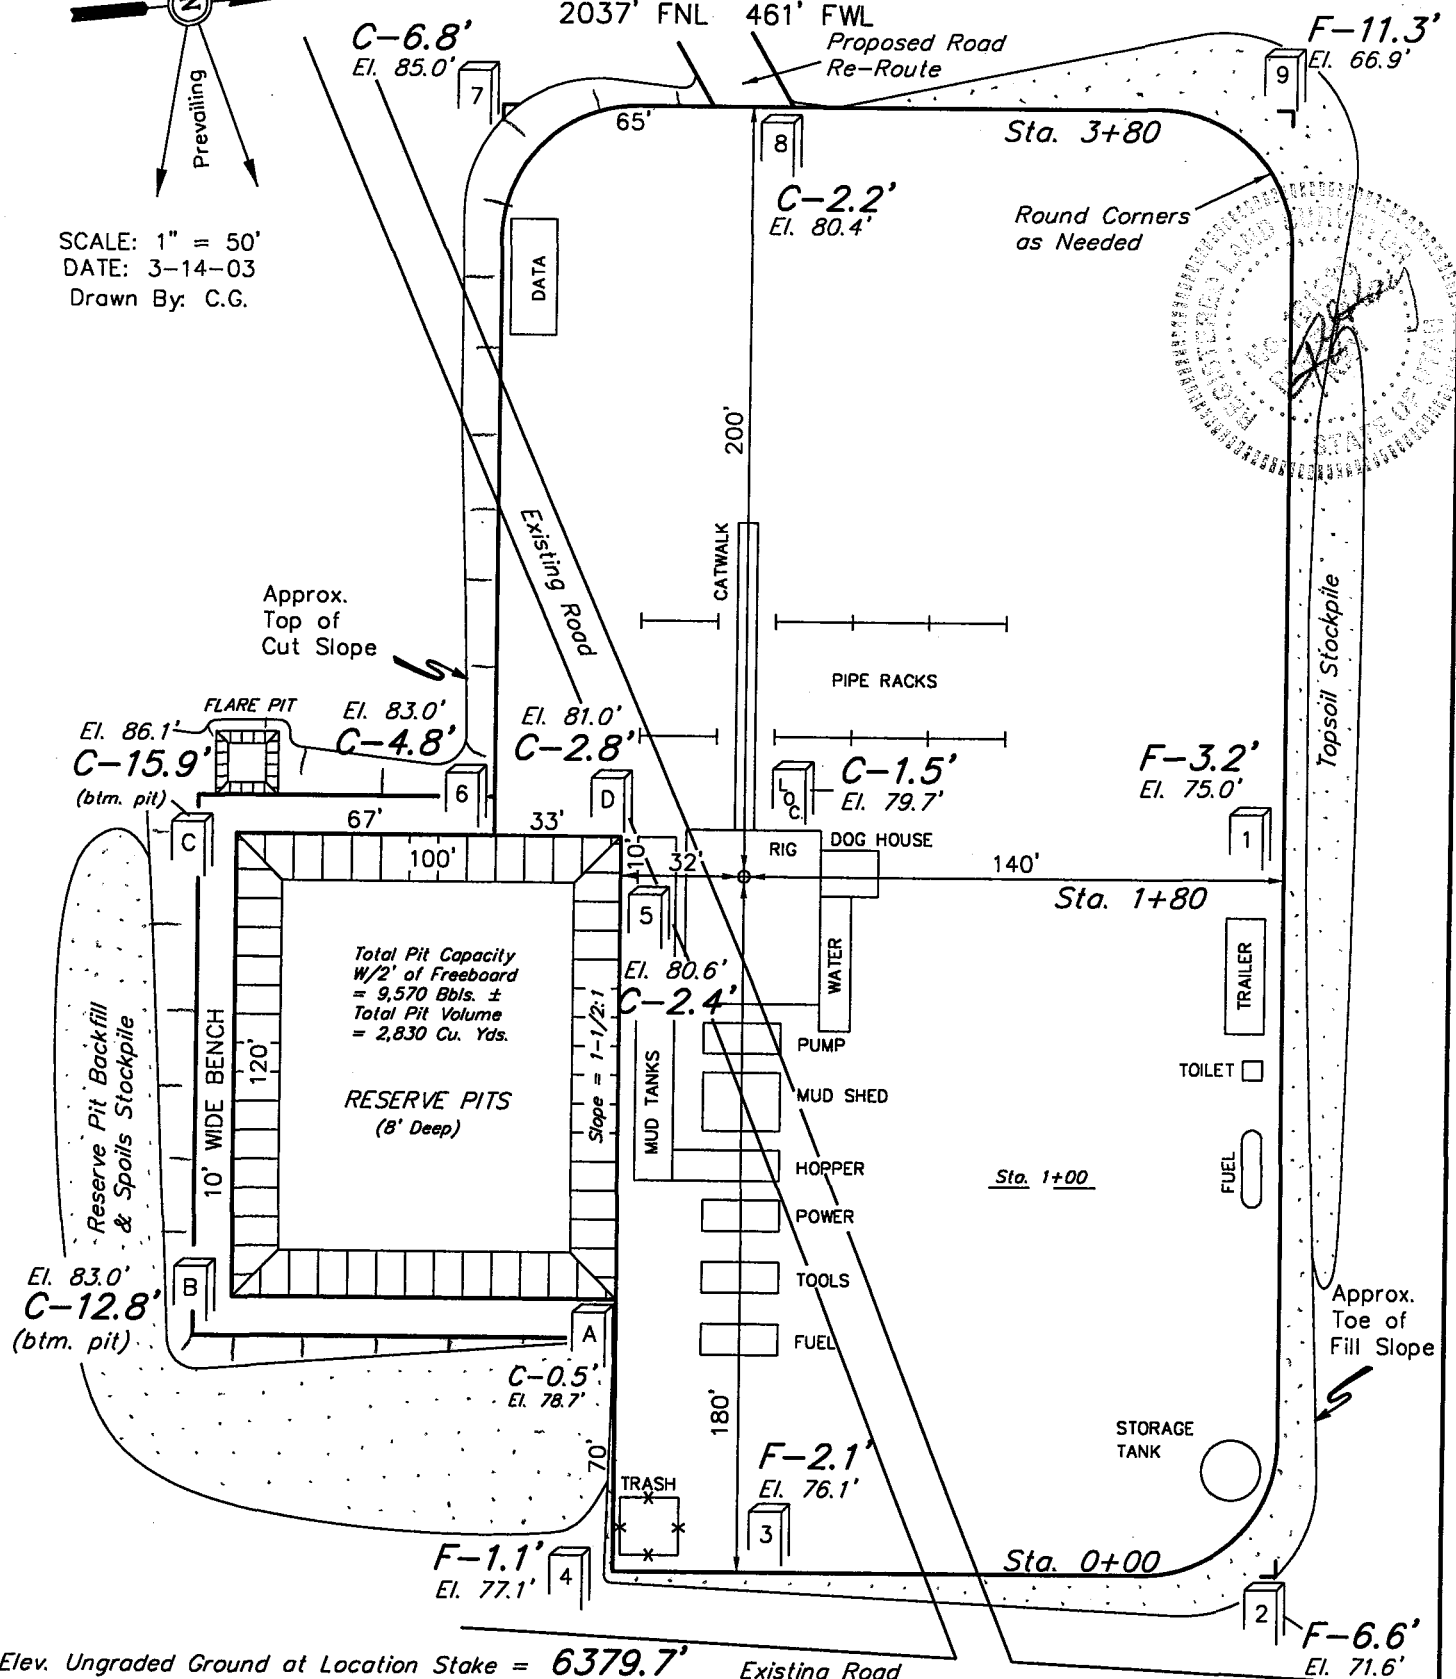 2037' FNL 461' FWL
N
Prevailing
SCALE: 1" = 50'
DATE: 3-14-03
Drawn By: C.G.
C-6.8'
El. 85.0'
7
Proposed Road
Re-Route
F-11.3'
El. 66.9'
9
65'
8
Sta. 3+80
C-2.2'
El. 80.4'
Round Corners
as Needed
REGISTERED LAND SURVEYOR
STATE OF UTAH
DATA
200'
Existing Road
CATWALK
Topsoil Stockpile
Approx.
Top of
Cut Slope
PIPE RACKS
FLARE PIT
El. 86.1'
C-15.9'
(btm. pit)
C
El. 83.0'
C-4.8'
6
El. 81.0'
C-2.8'
D
LOC.
C-1.5'
El. 79.7'
F-3.2'
El. 75.0'
1
67'
33'
100'
10'
32'
RIG
DOG HOUSE
140'
Sta. 1+80
5
El. 80.6'
C-2.4'
WATER
TRAILER
Total Pit Capacity
W/2' of Freeboard
= 9,570 Bbls. ±
Total Pit Volume
= 2,830 Cu. Yds.
RESERVE PITS
(8' Deep)
Slope = 1-1/2:1
120'
10' WIDE BENCH
Reserve Pit Backfill
& Spoils Stockpile
MUD TANKS
PUMP
MUD SHED
HOPPER
POWER
TOOLS
FUEL
TOILET
FUEL
Sta. 1+00
El. 83.0'
C-12.8'
(btm. pit)
B
A
C-0.5'
El. 78.7'
Approx.
Toe of
Fill Slope
180'
70'
TRASH
F-2.1'
El. 76.1'
3
STORAGE
TANK
F-1.1'
El. 77.1'
4
Sta. 0+00
2
F-6.6'
El. 71.6'
Elev. Ungraded Ground at Location Stake = 6379.7'
Existing Road